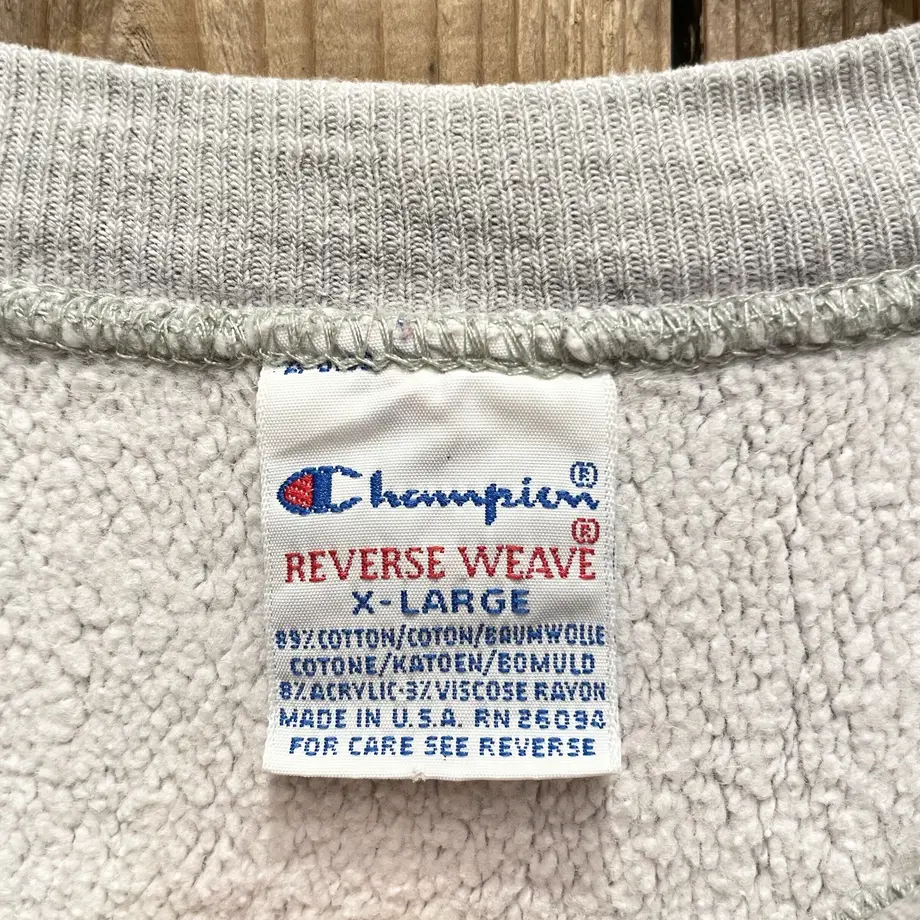 Champion®
®
REVERSE WEAVE
X-LARGE
89% COTTON/COTON/BAUMWOLLE
COTONE/KATOEN/BOMULD
8% ACRYLIC-3% VISCOSE RAYON
MADE IN U.S.A. RN 26094
FOR CARE SEE REVERSE